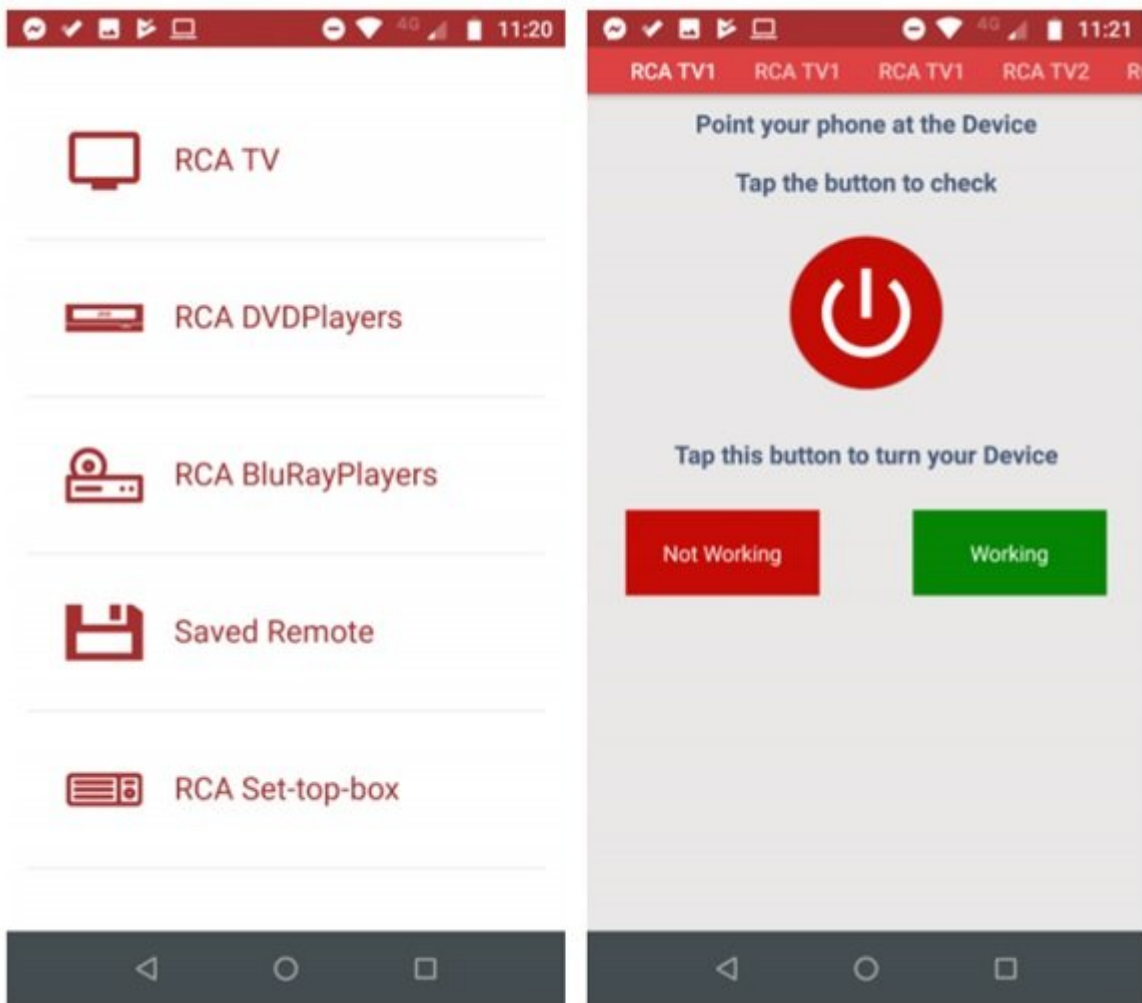 4G 11:20
RCA TV
RCA DVDPlayers
RCA BluRayPlayers
Saved Remote
RCA Set-top-box
4G 11:21
RCA TV1 RCA TV1 RCA TV1 RCA TV2 R
Point your phone at the Device
Tap the button to check
Tap this button to turn your Device
Not Working Working